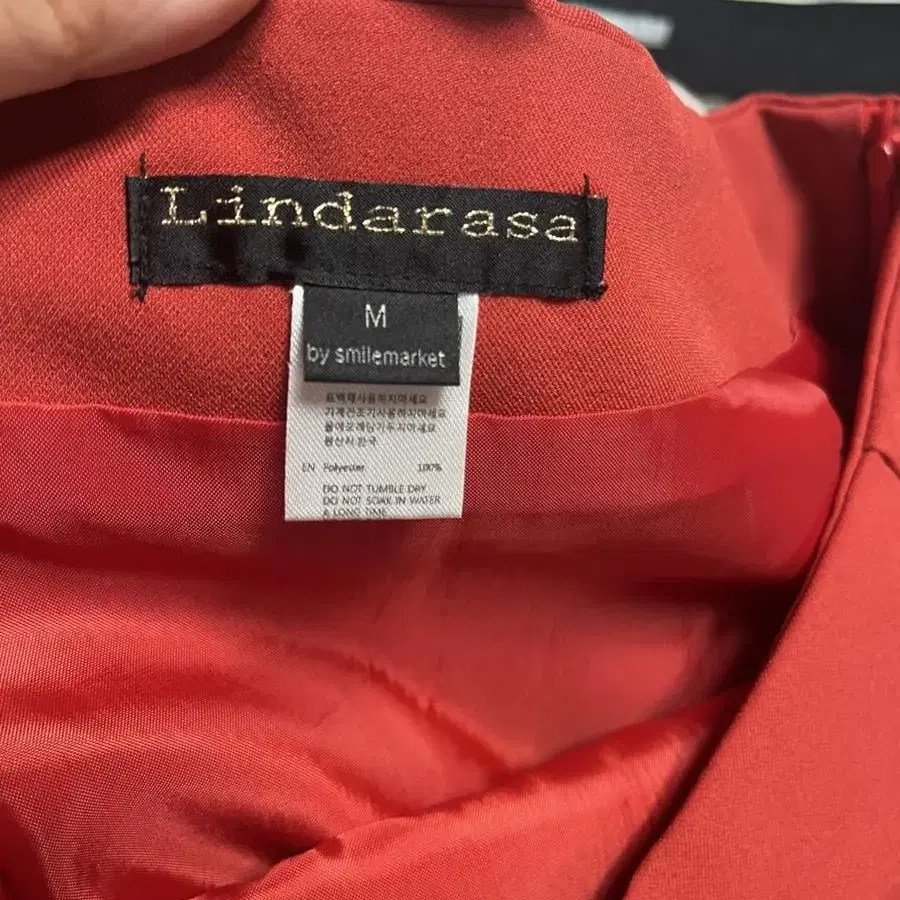 Lindarasa
M
by smilemarket
표백제사용하지마세요
기계건조기사용하지마세요
물에오래담가두지마세요
원산지 한국
EN Polyester 100%
DO NOT TUMBLE DRY
DO NOT SOAK IN WATER
A LONG TIME